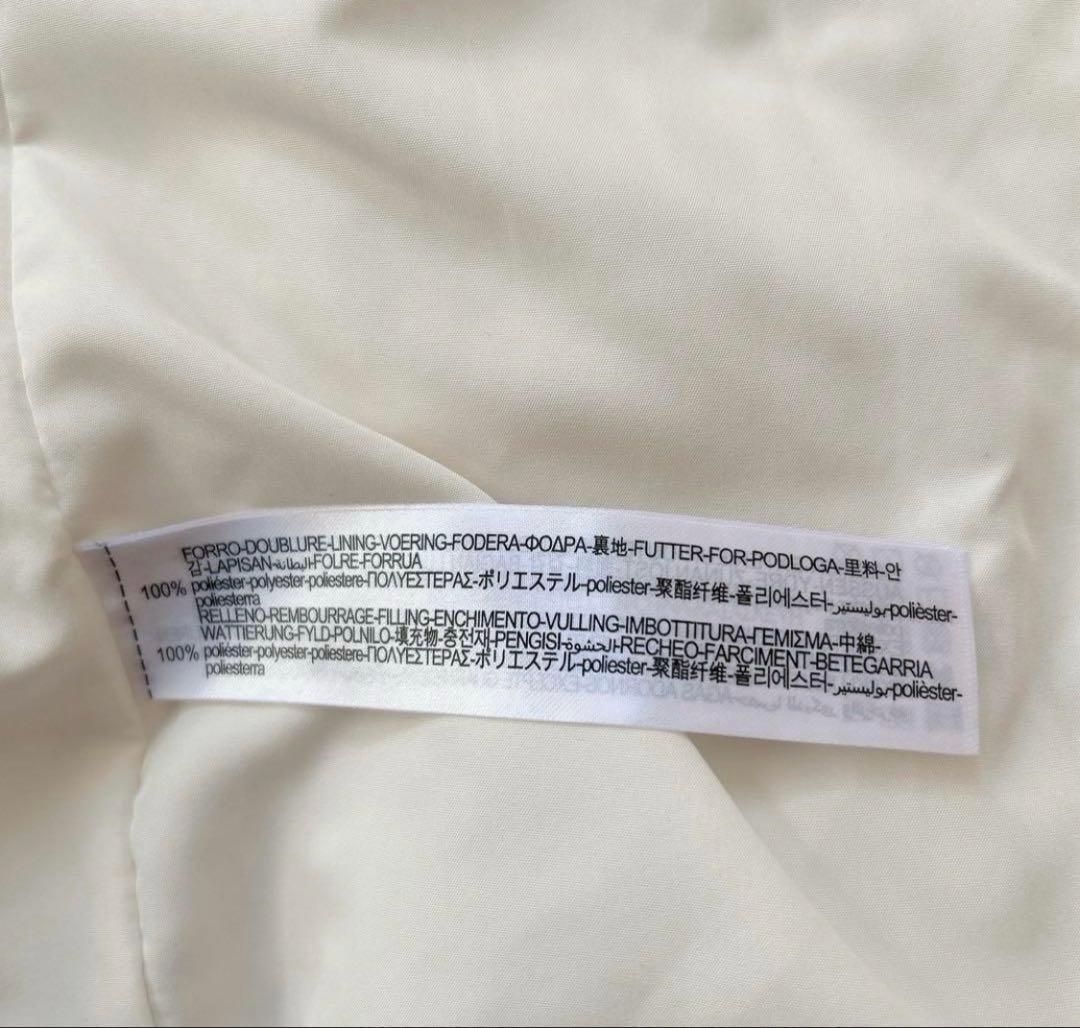 FORRO-DOUBLURE-LINING-VOERING-FODERA-ΦΟΔΡΑ-裏地-FUTTER-FOR-PODLOGA-里料-안
감-LAPISAN-البطانة-FOLRE-FORRUA
100% poliéster-polyester-poliestere-ΠΟΛΥΕΣΤΕΡΑΣ-ポリエステル-poliester-聚酯纤维-폴리에스터-بوليستير-polièster-
poliesterra
RELLENO-REMBOURRAGE-FILLING-ENCHIMENTO-VULLING-IMBOTTITURA-ΓΕΜΙΣΜΑ-中綿-
WATTIERUNG-FYLD-POLNILO-填充物-충전재-PENGISI-الحشوة-RECHEO-FARCIMENT-BETEGARRIA
100% poliéster-polyester-poliestere-ΠΟΛΥΕΣΤΕΡΑΣ-ポリエステル-poliester-聚酯纤维-폴리에스터-بوليستير-polièster-
poliesterra